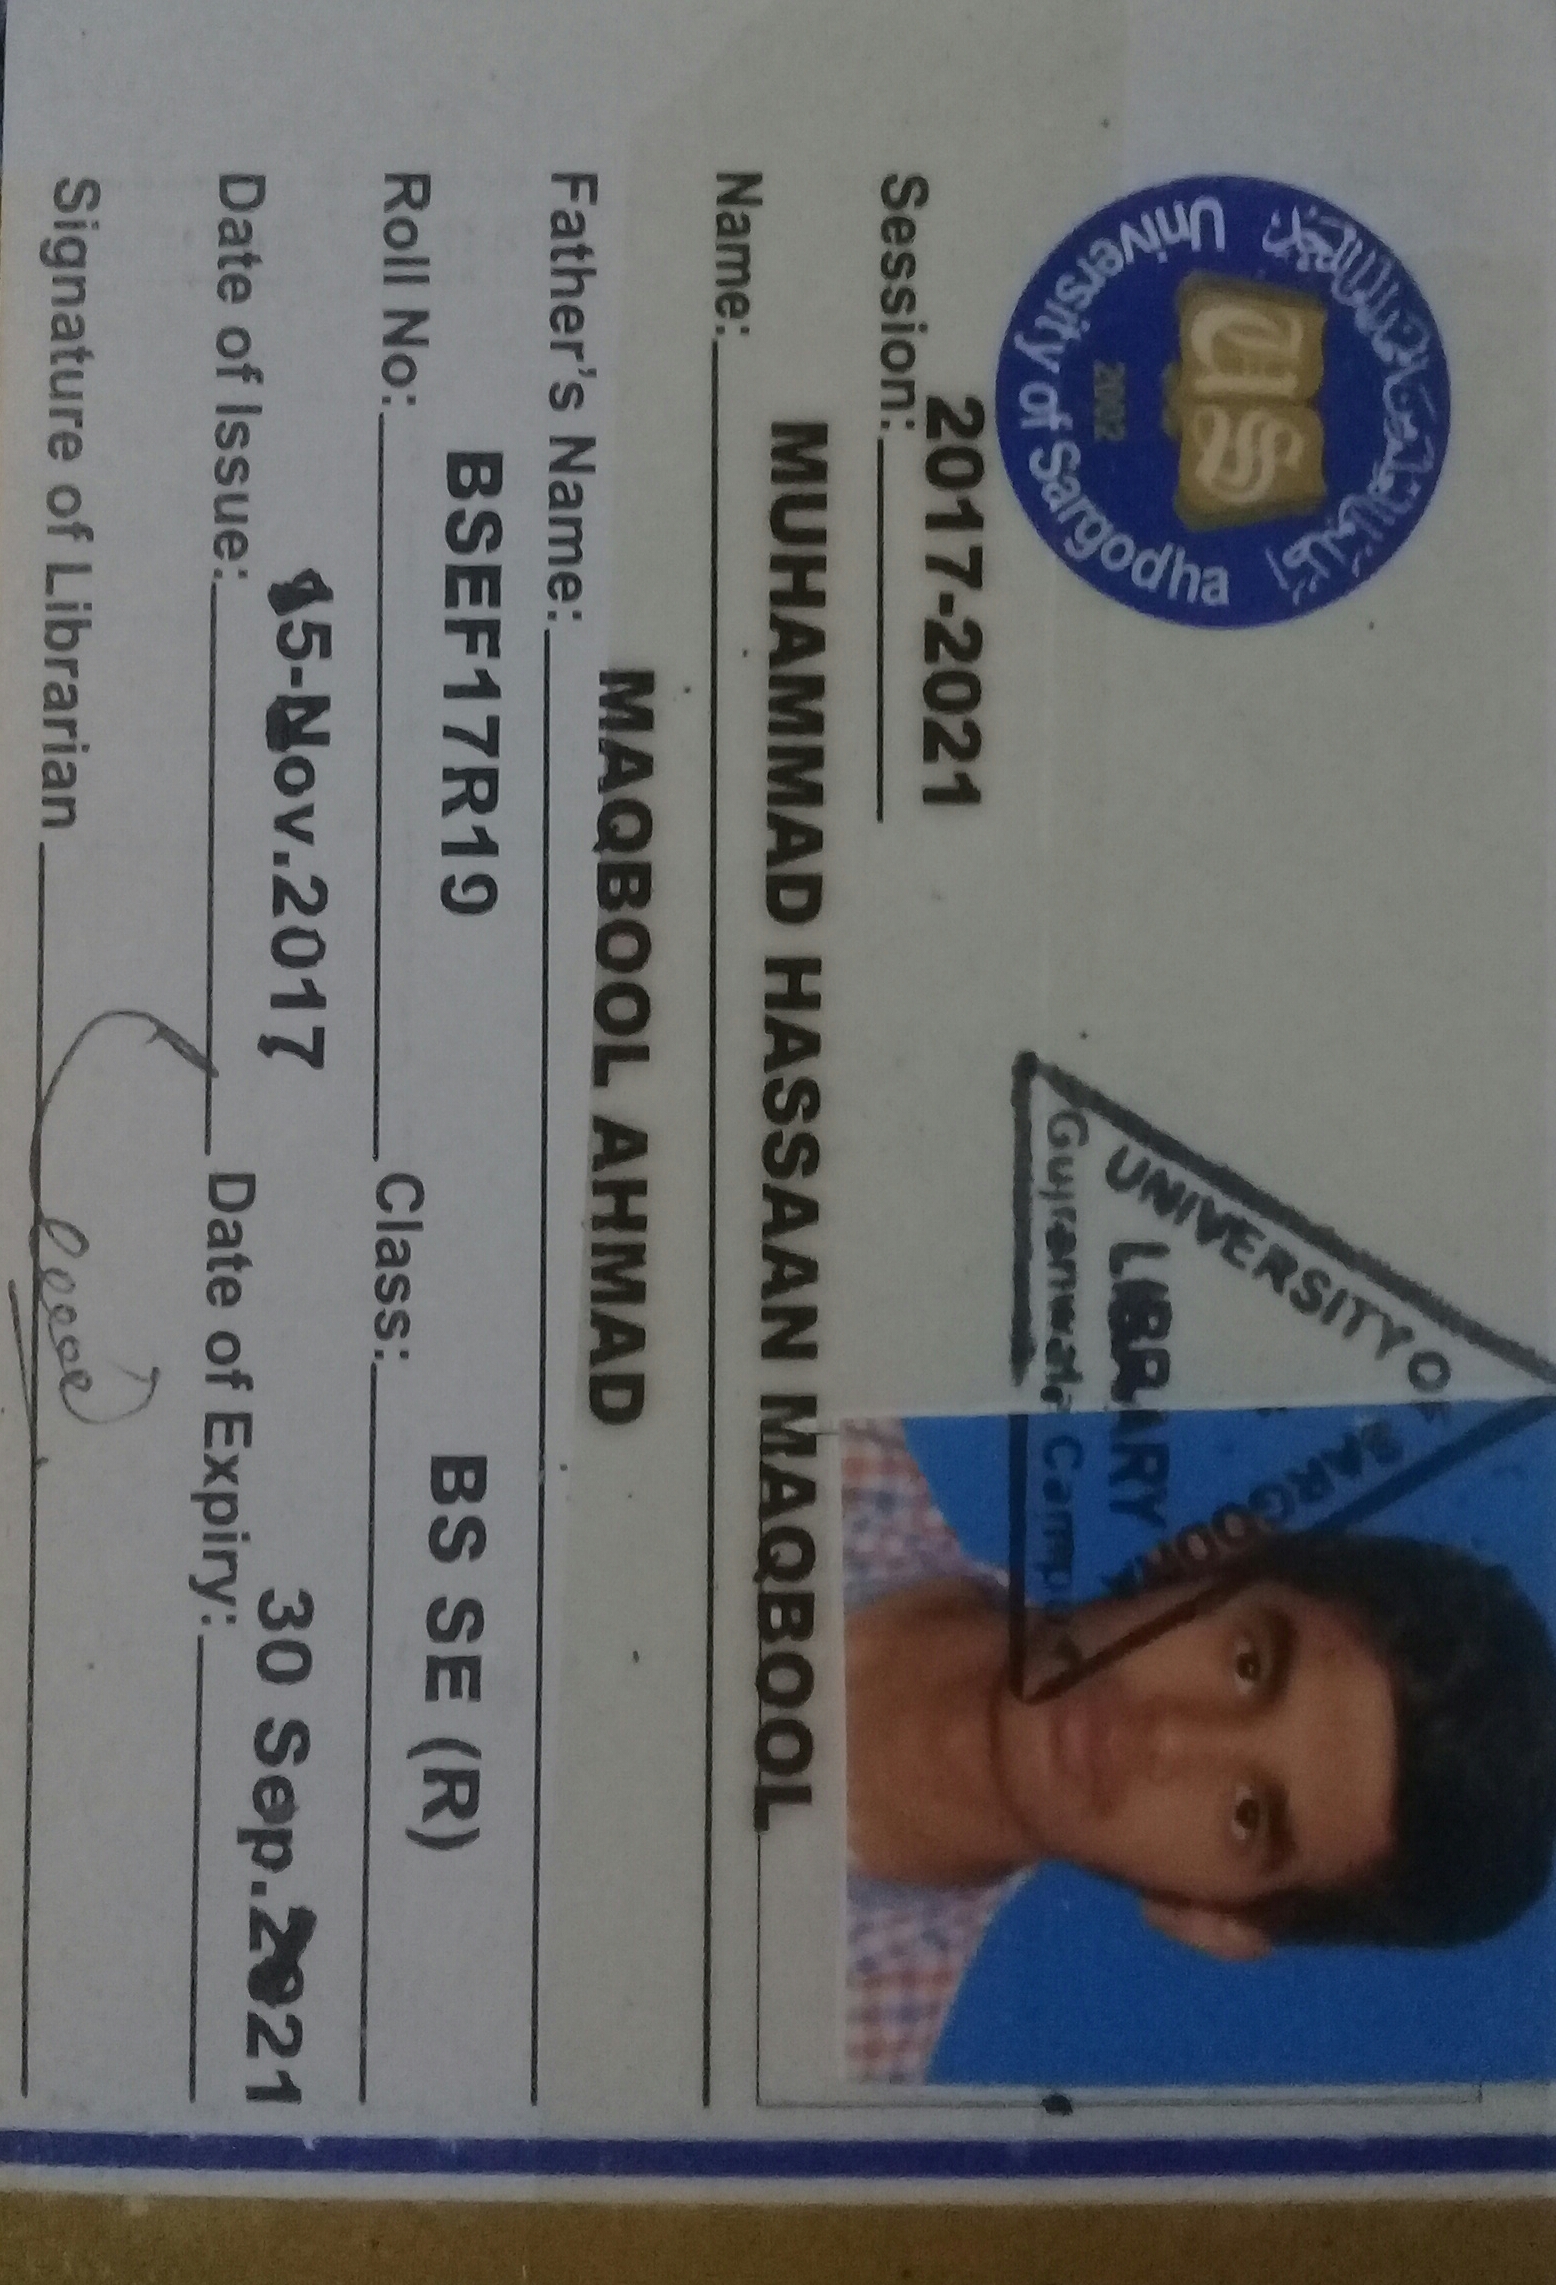 University of Sargodha
2002
UNIVERSITY OF SARGODHA
LIBRARY
Gujranwala Campus
Session: 2017-2021
Name: MUHAMMAD HASSAAN MAQBOOL
Father's Name: MAQBOOL AHMAD
Roll No: BSEF17R19 Class: BS SE (R)
Date of Issue: 15-Nov.2017 Date of Expiry: 30 Sep.2021
Signature of Librarian